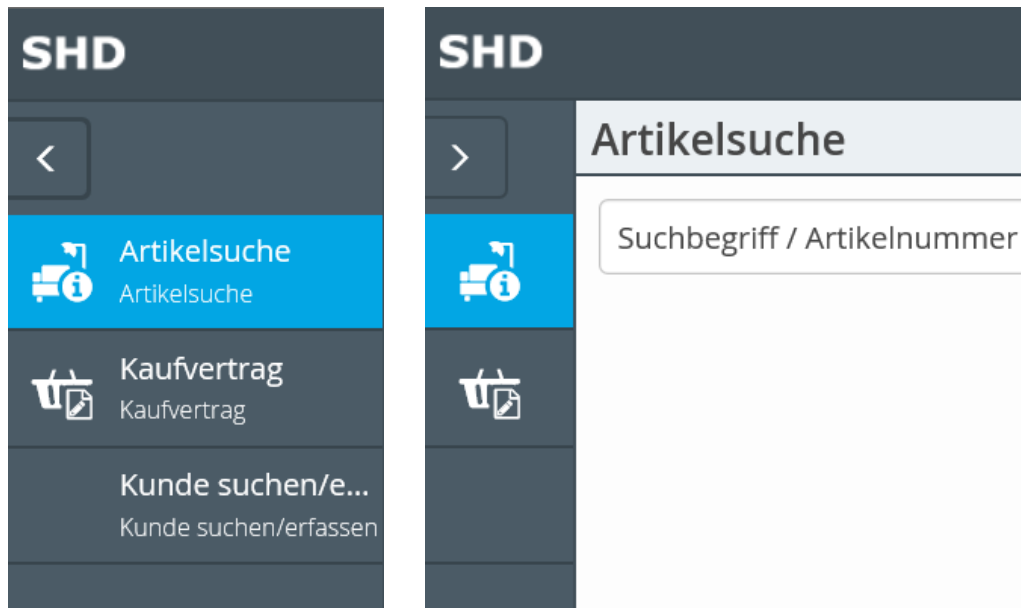 SHD
Artikelsuche
Artikelsuche
Kaufvertrag
Kaufvertrag
Kunde suchen/e...
Kunde suchen/erfassen
SHD
Artikelsuche
Suchbegriff / Artikelnummer